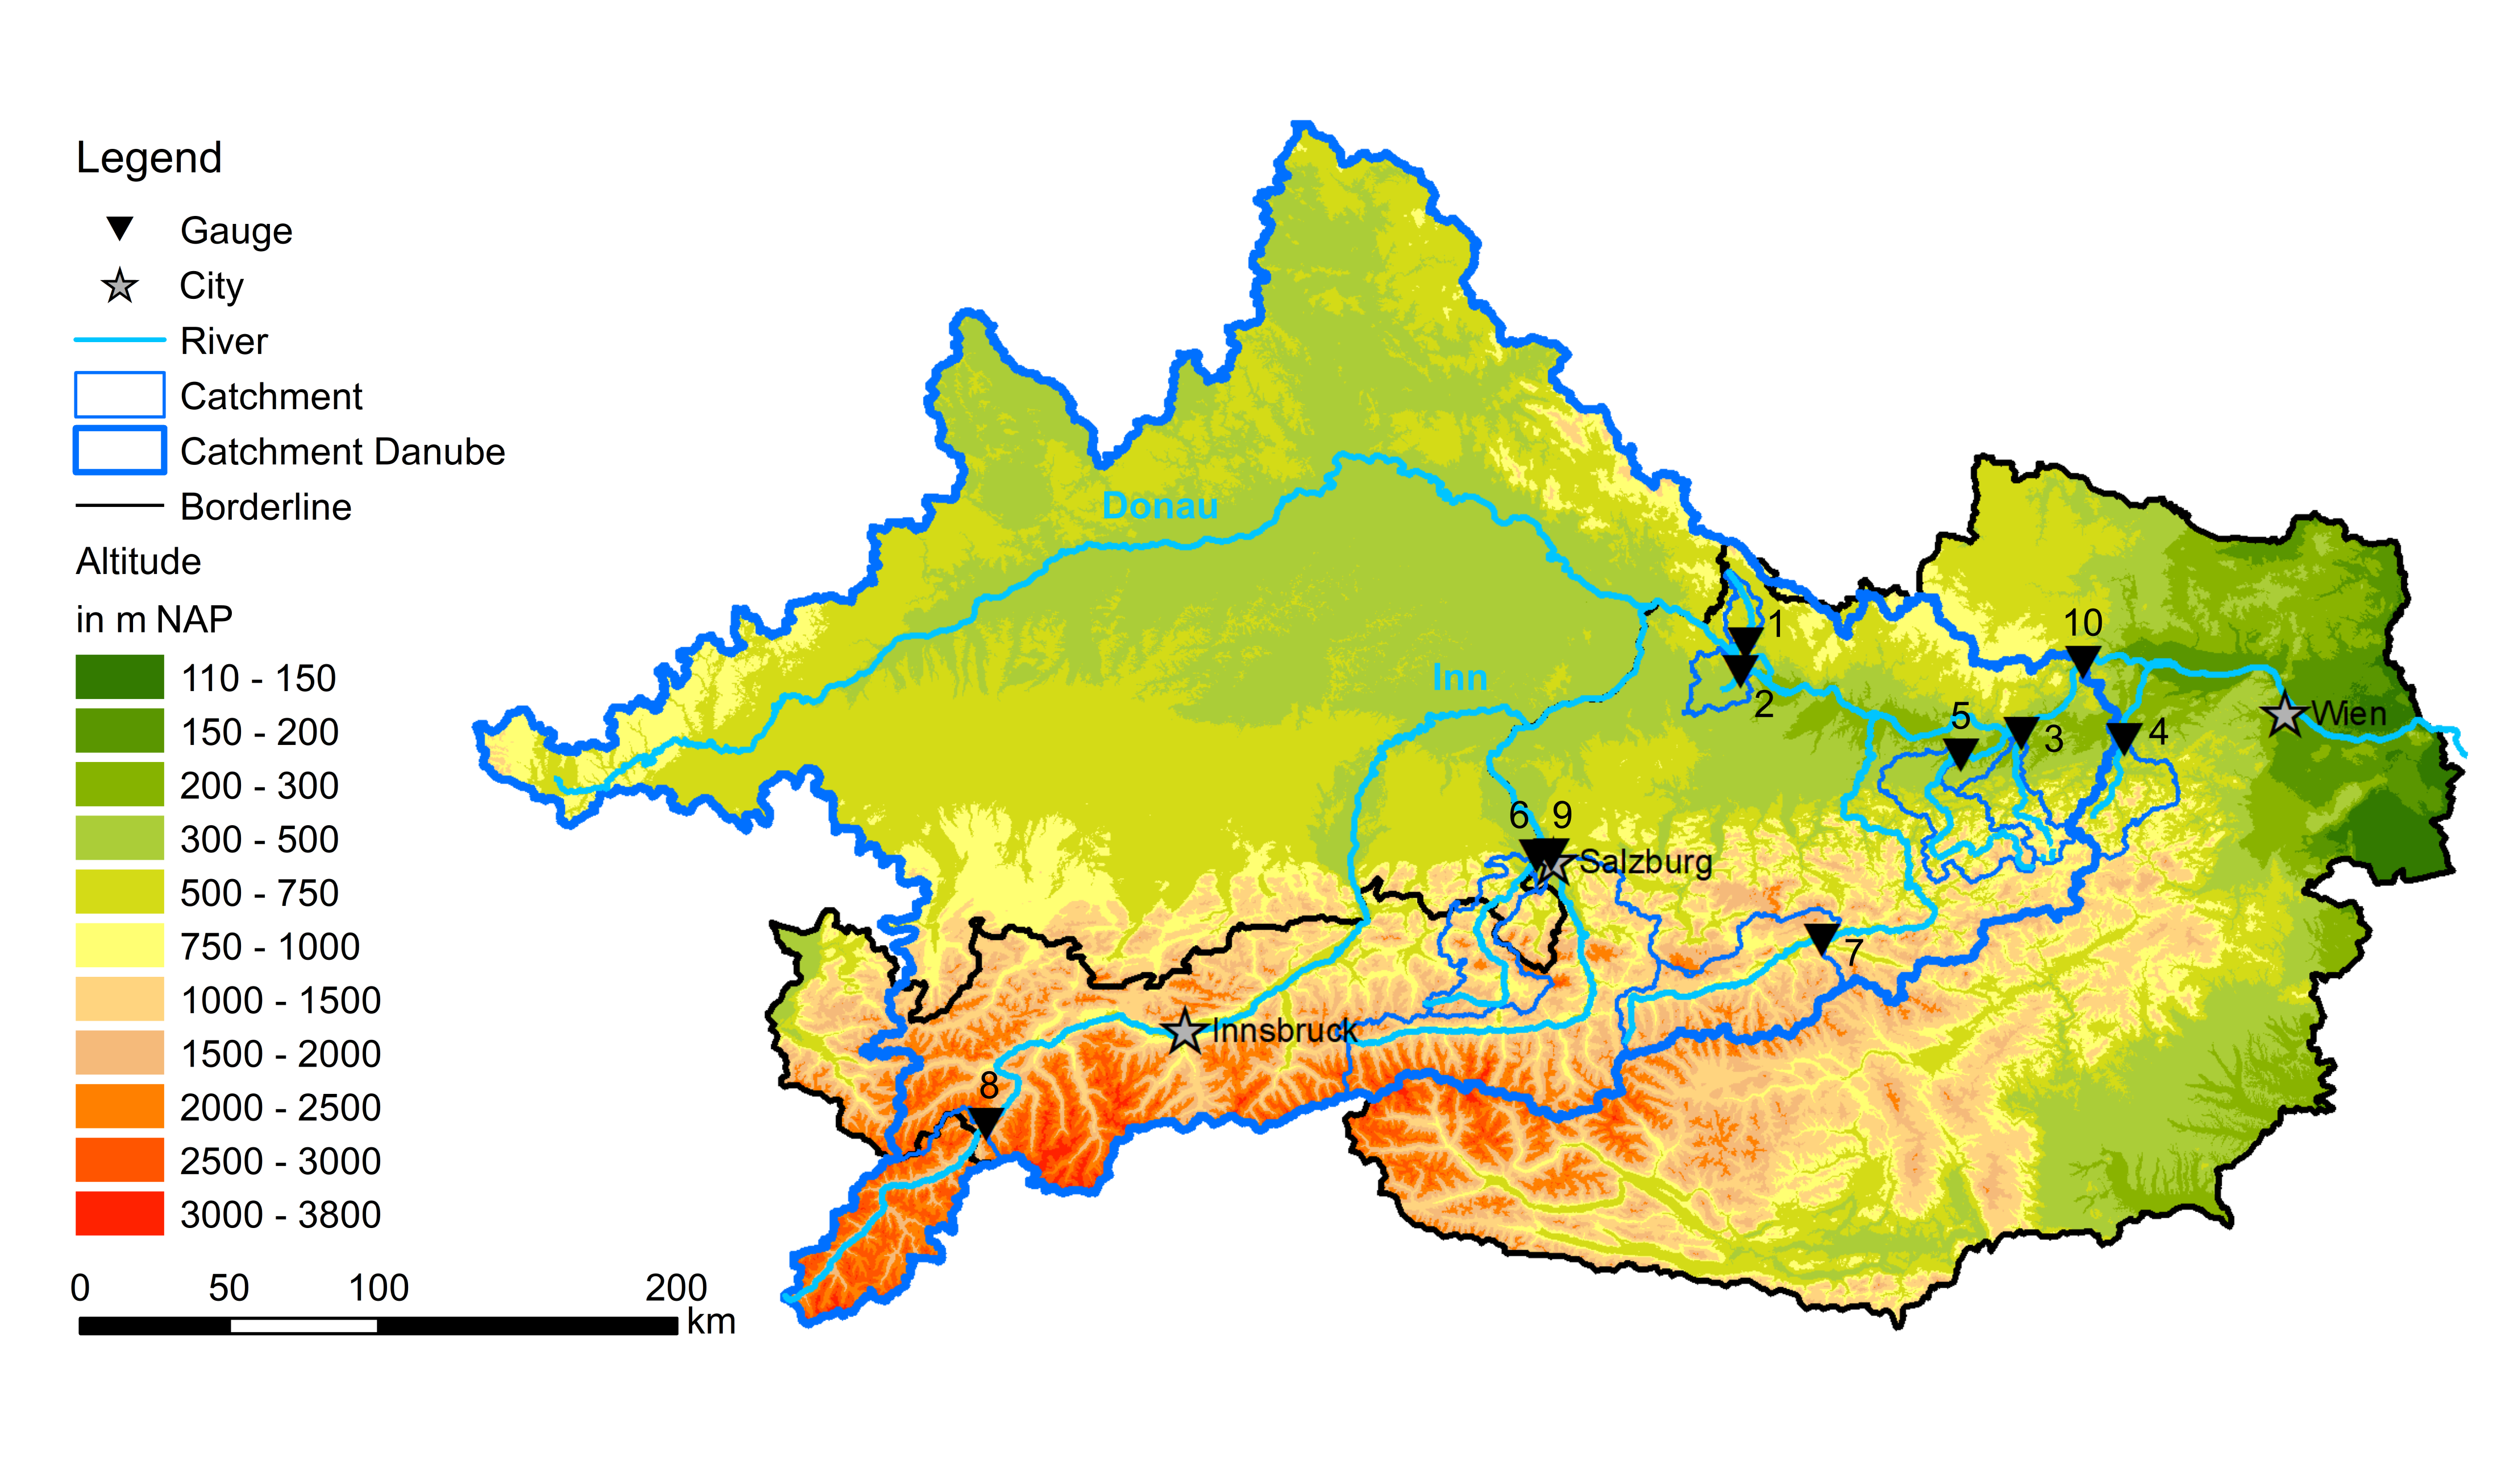 Legend
Gauge
City
River
Catchment
Catchment Danube
Borderline
Altitude
in m NAP
110 - 150
150 - 200
200 - 300
300 - 500
500 - 750
750 - 1000
1000 - 1500
1500 - 2000
2000 - 2500
2500 - 3000
3000 - 3800
0 50 100 200
km
Donau
Inn
1
2
10
5
3
4
Wien
6 9
Salzburg
7
Innsbruck
8